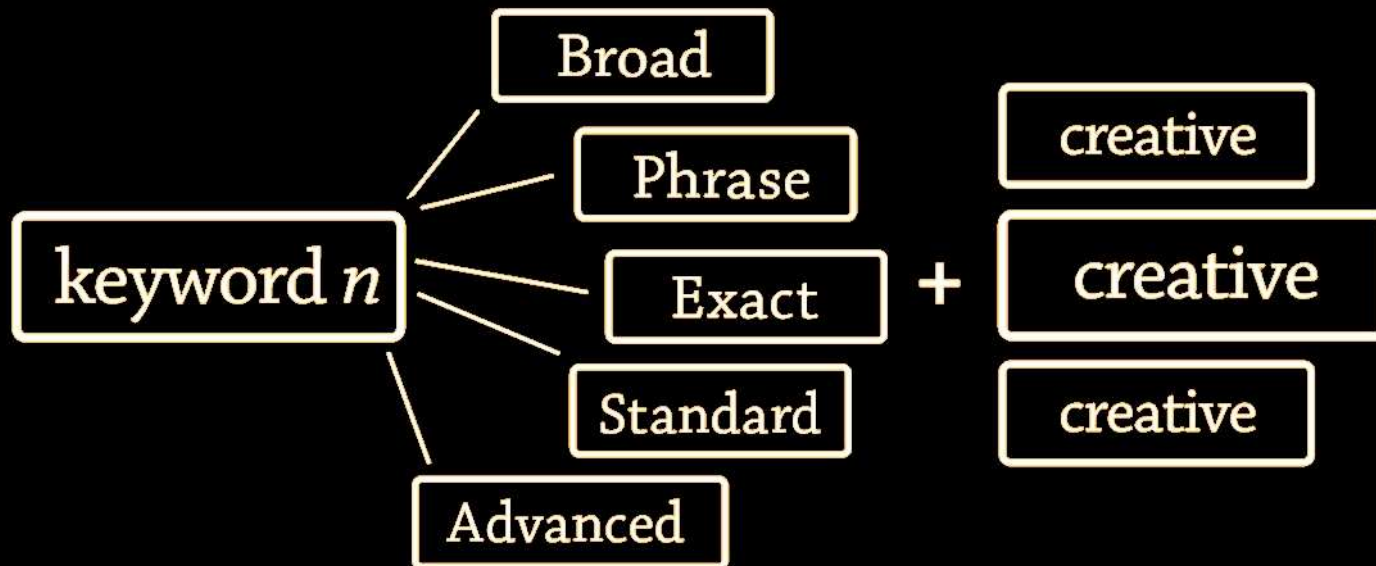 Broad
creative
Phrase
keyword n
Exact
+
creative
Standard
creative
Advanced